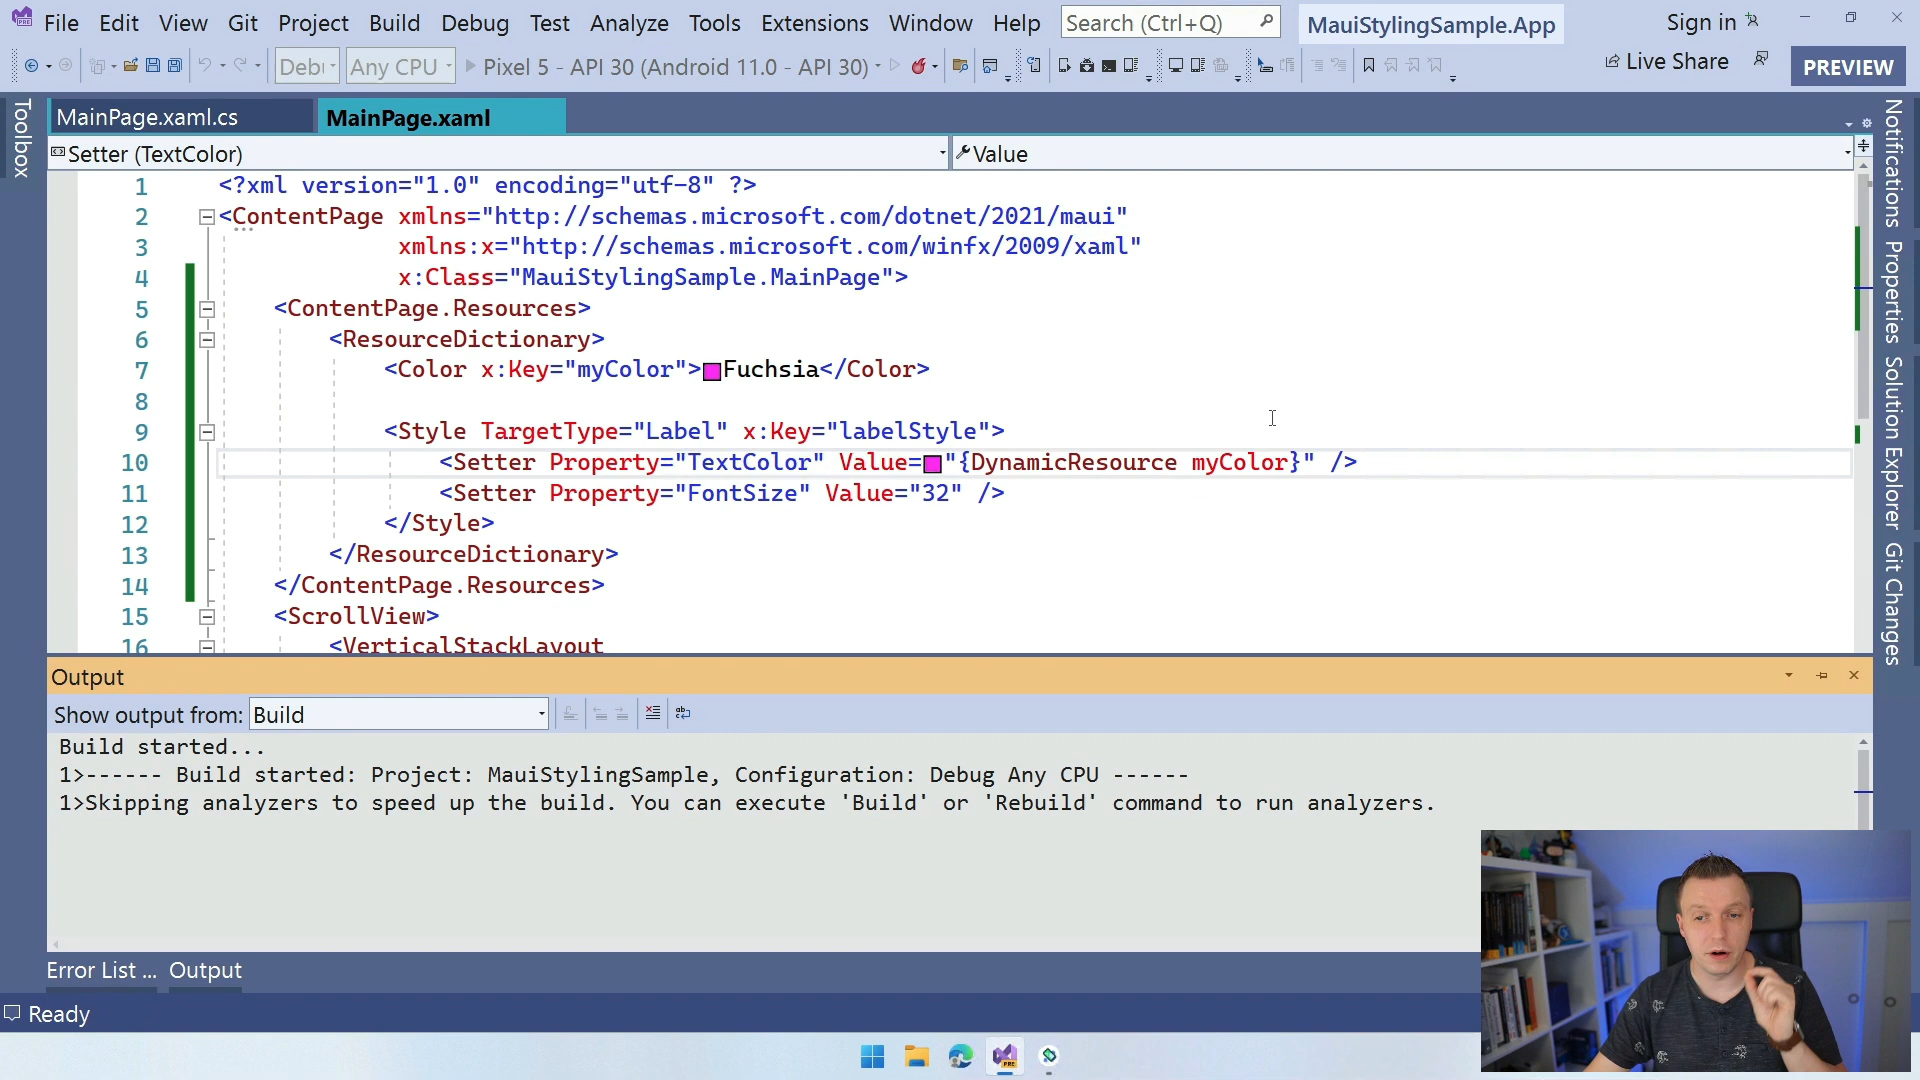 File Edit View Git Project Build Debug Test Analyze Tools Extensions Window Help Search (Ctrl+Q) MauiStylingSample.App Sign in
Any CPU Pixel 5 - API 30 (Android 11.0 - API 30) Live Share PREVIEW
Toolbox
MainPage.xaml.cs MainPage.xaml
Setter (TextColor) Value
1 <?xml version="1.0" encoding="utf-8" ?>
2 <ContentPage xmlns="http://schemas.microsoft.com/dotnet/2021/maui"
3 xmlns:x="http://schemas.microsoft.com/winfx/2009/xaml"
4 x:Class="MauiStylingSample.MainPage">
5 <ContentPage.Resources>
6 <ResourceDictionary>
7 <Color x:Key="myColor">Fuchsia</Color>
8
9 <Style TargetType="Label" x:Key="labelStyle">
10 <Setter Property="TextColor" Value="{DynamicResource myColor}" />
11 <Setter Property="FontSize" Value="32" />
12 </Style>
13 </ResourceDictionary>
14 </ContentPage.Resources>
15 <ScrollView>
16 <VerticalStackLayout
Notifications
Properties
Solution Explorer
Git Changes
Output
Show output from: Build
Build started...
1>------ Build started: Project: MauiStylingSample, Configuration: Debug Any CPU ------
1>Skipping analyzers to speed up the build. You can execute 'Build' or 'Rebuild' command to run analyzers.
Error List ... Output
Ready